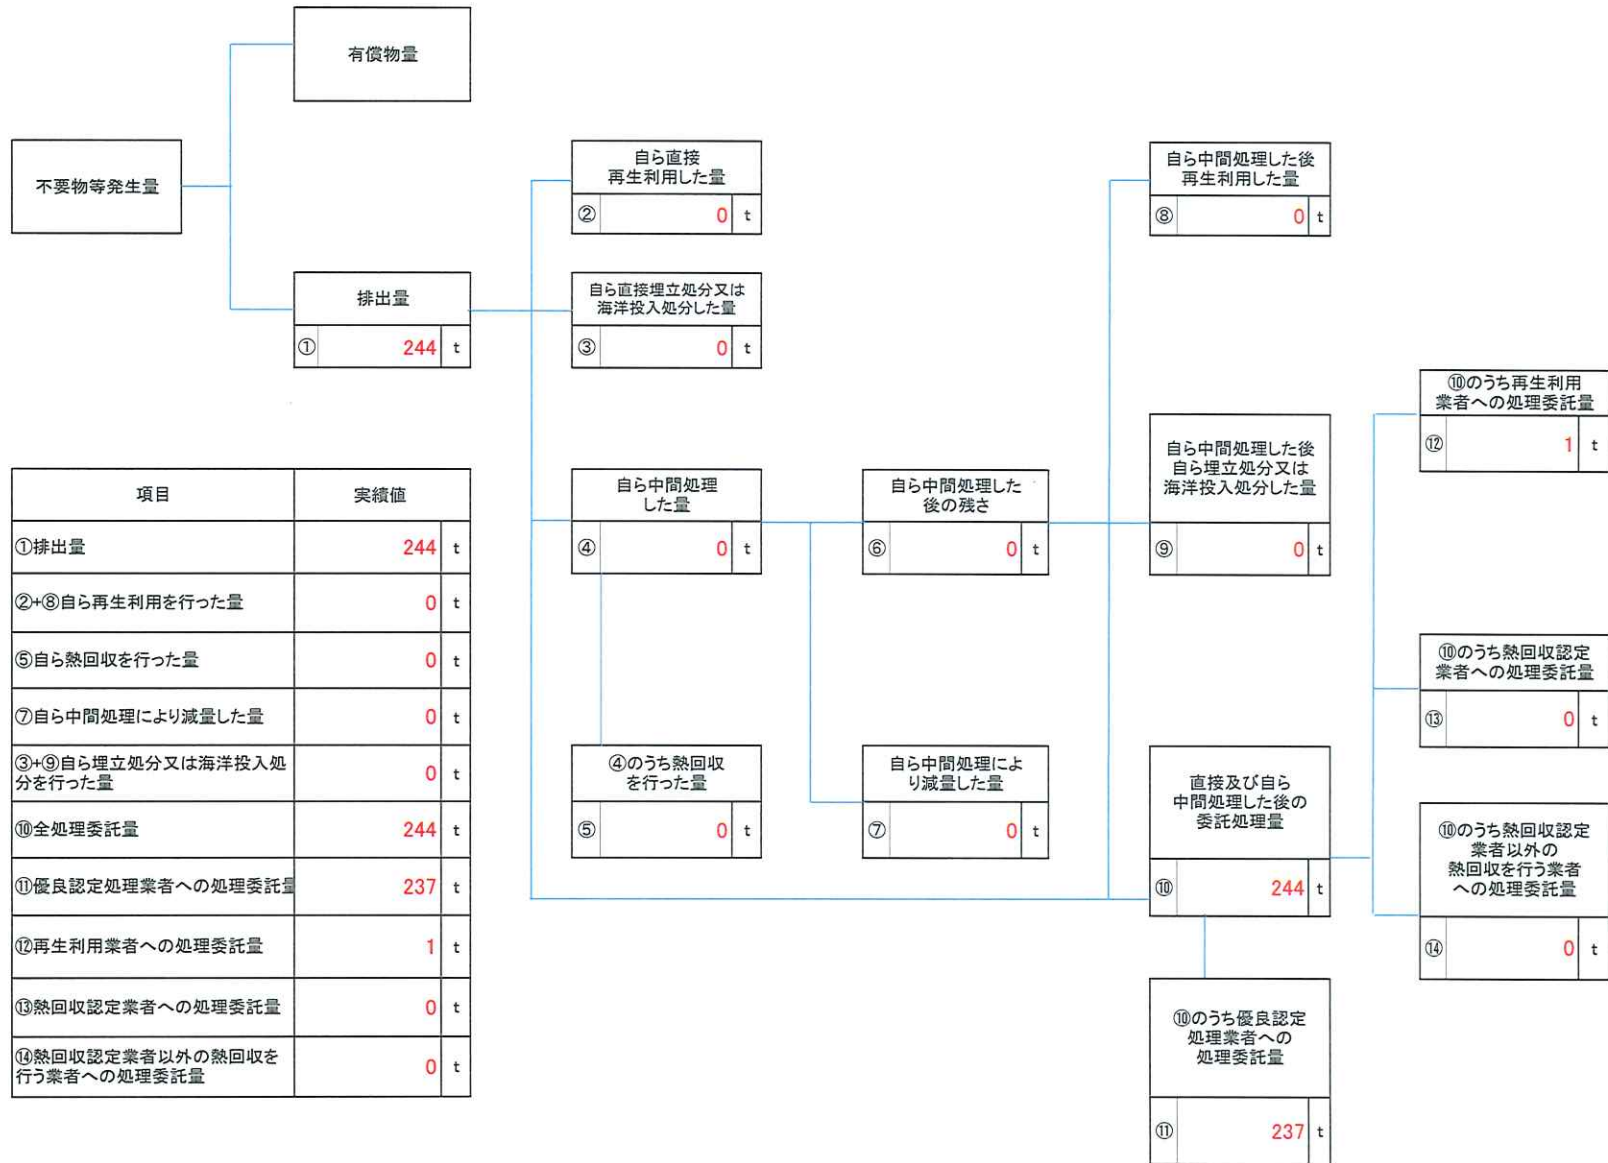 有償物量
不要物等発生量
排出量
① 244 t
自ら直接
再生利用した量
② 0 t
自ら直接埋立処分又は
海洋投入処分した量
③ 0 t
自ら中間処理
した量
④ 0 t
④のうち熱回収
を行った量
⑤ 0 t
自ら中間処理した
後の残さ
⑥ 0 t
自ら中間処理によ
り減量した量
⑦ 0 t
自ら中間処理した後
再生利用した量
⑧ 0 t
自ら中間処理した後
自ら埋立処分又は
海洋投入処分した量
⑨ 0 t
直接及び自ら
中間処理した後の
委託処理量
⑩ 244 t
⑩のうち優良認定
処理業者への
処理委託量
⑪ 237 t
⑩のうち再生利用
業者への処理委託量
⑫ 1 t
⑩のうち熱回収認定
業者への処理委託量
⑬ 0 t
⑩のうち熱回収認定
業者以外の
熱回収を行う業者
への処理委託量
⑭ 0 t
項目 実績値
①排出量 244 t
②+⑧自ら再生利用を行った量 0 t
⑤自ら熱回収を行った量 0 t
⑦自ら中間処理により減量した量 0 t
③+⑨自ら埋立処分又は海洋投入処
分を行った量 0 t
⑩全処理委託量 244 t
⑪優良認定処理業者への処理委託量 237 t
⑫再生利用業者への処理委託量 1 t
⑬熱回収認定業者への処理委託量 0 t
⑭熱回収認定業者以外の熱回収を
行う業者への処理委託量 0 t